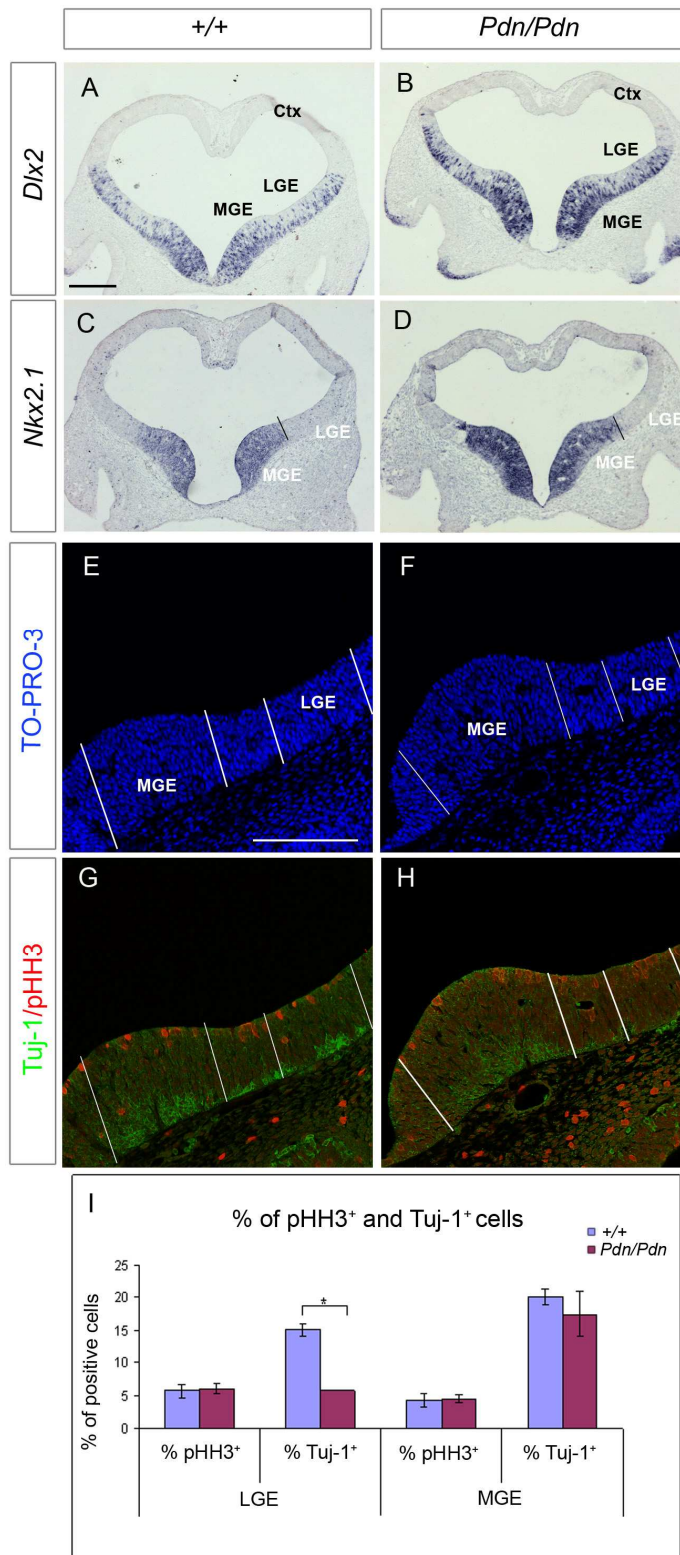 +/+
Pdn/Pdn
Dlx2
A
Ctx
LGE
MGE
B
Ctx
LGE
MGE
Nkx2.1
C
LGE
MGE
D
LGE
MGE
TO-PRO-3
E
LGE
MGE
F
LGE
MGE
Tuj-1/pHH3
G
H
I
% of pHH3⁺ and Tuj-1⁺ cells
+/+
Pdn/Pdn
% of positive cells
25
20
15
10
5
0
*
% pHH3⁺
% Tuj-1⁺
% pHH3⁺
% Tuj-1⁺
LGE
MGE